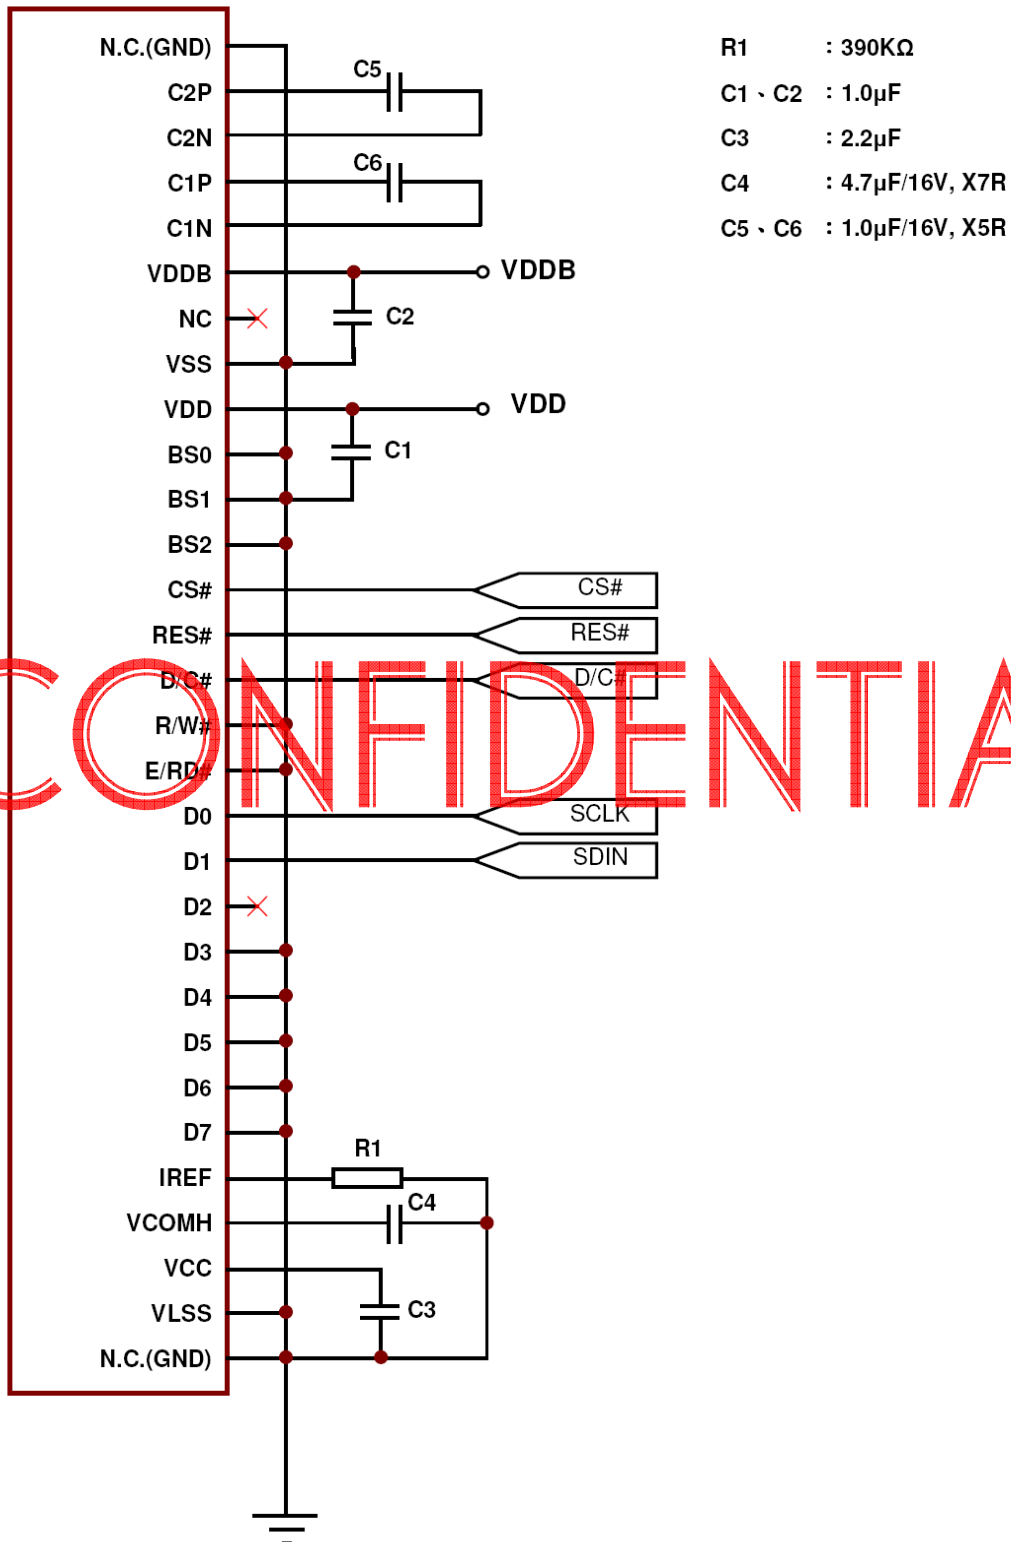 N.C.(GND)
C2P
C2N
C1P
C1N
VDDB
NC
VSS
VDD
BS0
BS1
BS2
CS#
RES#
D/C#
R/W#
E/RD#
D0
D1
D2
D3
D4
D5
D6
D7
IREF
VCOMH
VCC
VLSS
N.C.(GND)
C5
C6
VDDB
C2
VDD
C1
CS#
RES#
D/C#
SCLK
SDIN
R1
C4
C3
R1 : 390KΩ
C1、C2 : 1.0µF
C3 : 2.2µF
C4 : 4.7µF/16V, X7R
C5、C6 : 1.0µF/16V, X5R
CONFIDENTIA